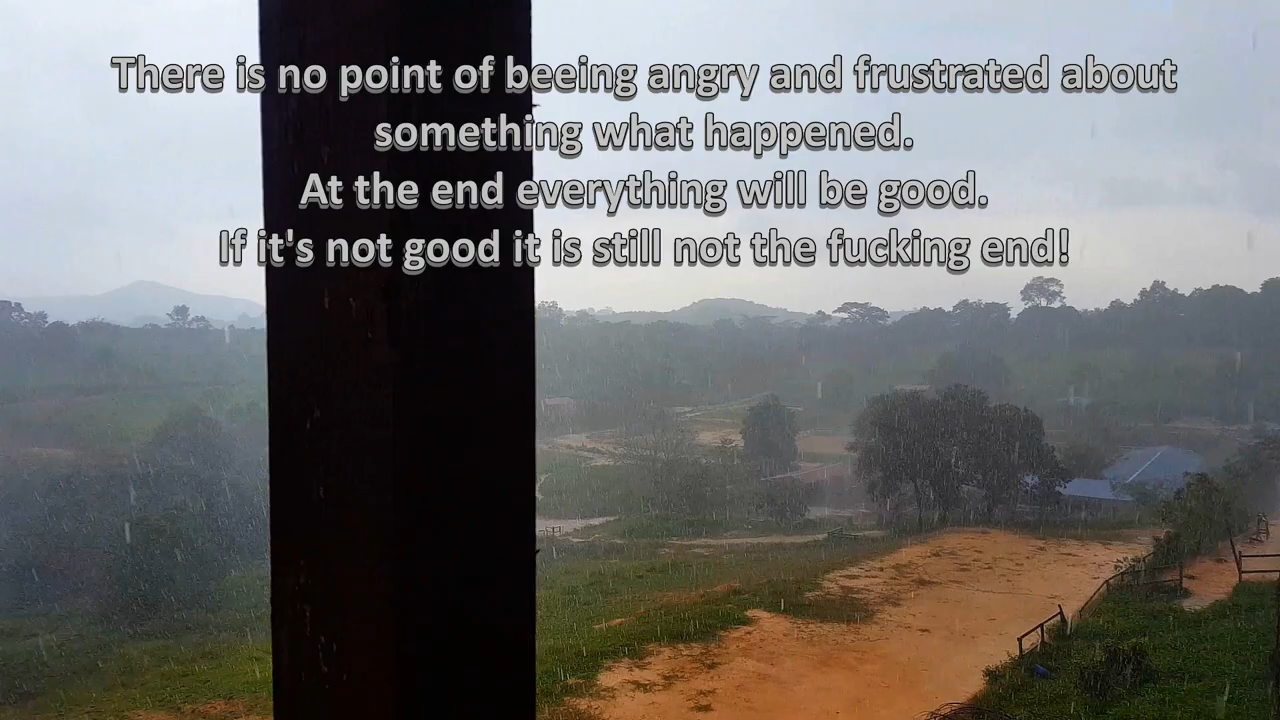 There is no point of beeing angry and frustrated about
something what happened.
At the end everything will be good.
If it's not good it is still not the fucking end!